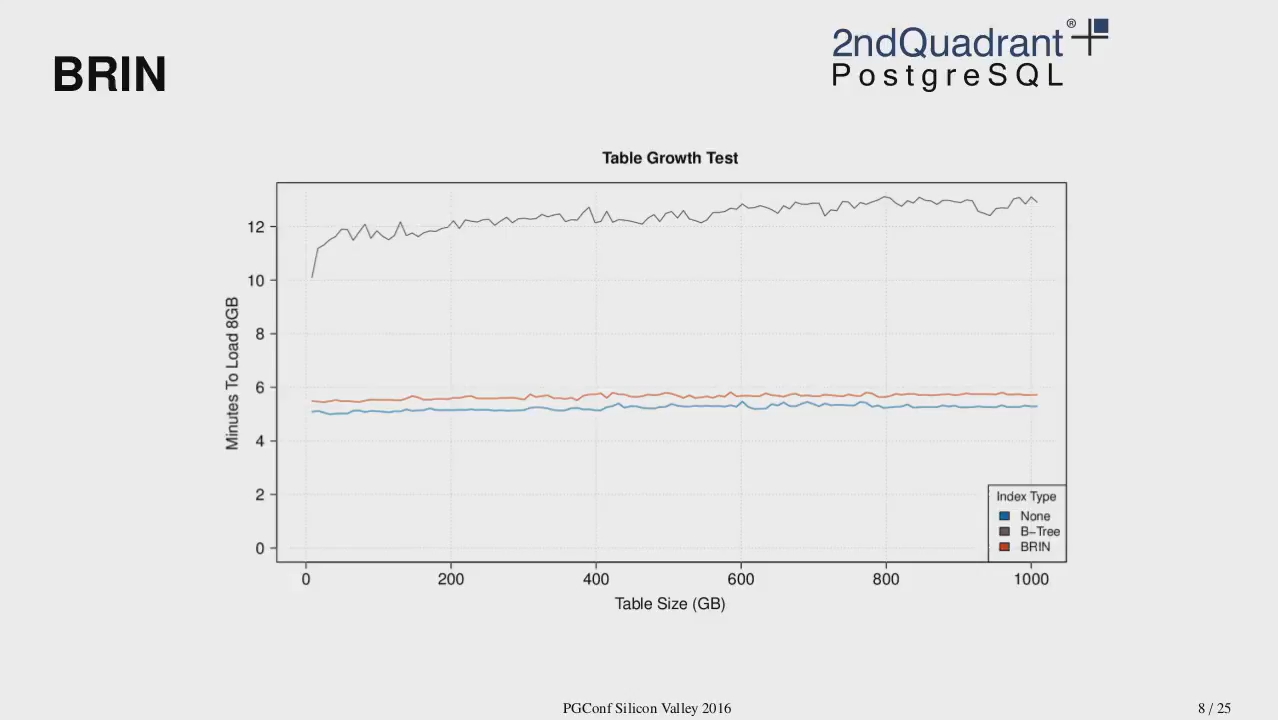 BRIN
2ndQuadrant®
PostgreSQL
Table Growth Test
Minutes To Load 8GB
12
10
8
6
4
2
0
0 200 400 600 800 1000
Table Size (GB)
Index Type
None
B−Tree
BRIN
PGConf Silicon Valley 2016
8 / 25